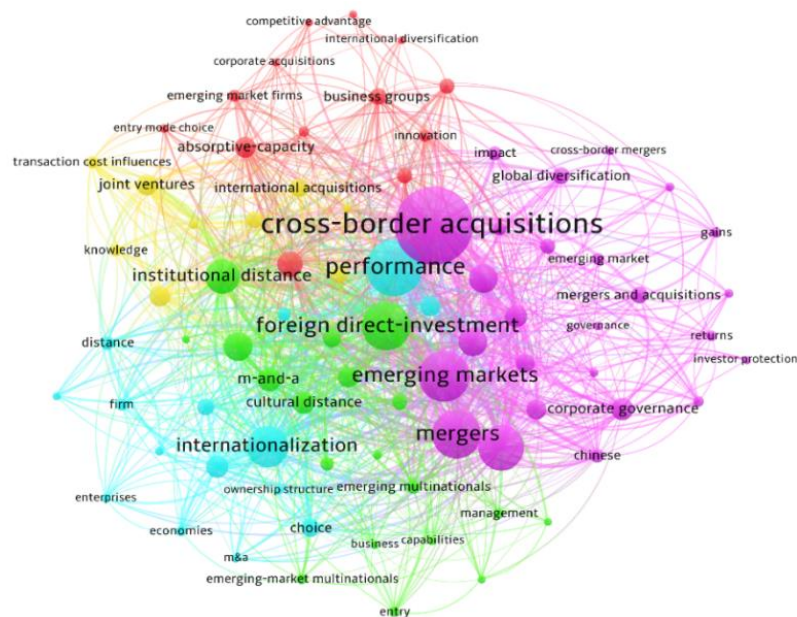 competitive advantage
international diversification
corporate acquisitions
emerging market firms
business groups
entry mode choice
innovation
absorptive-capacity
impact
cross-border mergers
transaction cost influences
joint ventures
international acquisitions
global diversification
cross-border acquisitions
gains
knowledge
performance
emerging market
institutional distance
mergers and acquisitions
foreign direct-investment
governance
returns
distance
investor protection
m-and-a
emerging markets
cultural distance
firm
corporate governance
internationalization
mergers
chinese
ownership structure
emerging multinationals
enterprises
management
economies
choice
business
capabilities
m&a
emerging-market multinationals
entry